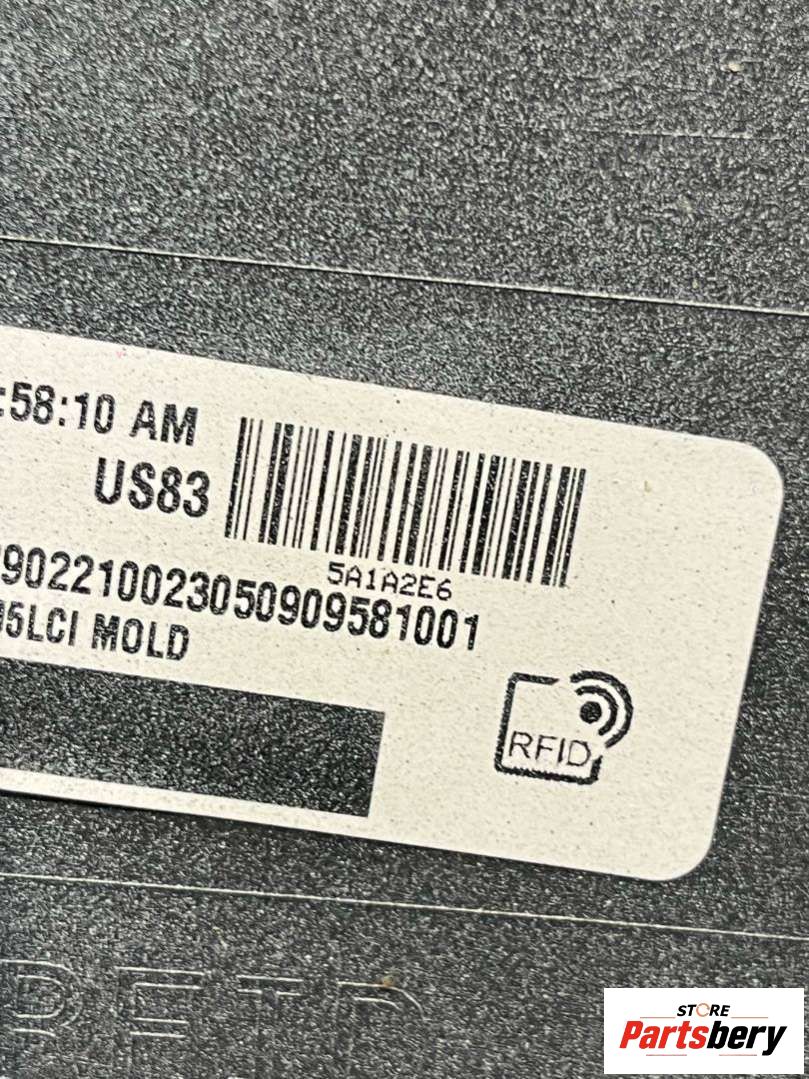 :58:10 AM
US83
5A1A2E6
902210023050909581001
5LCI MOLD
RFID
STORE
Partsbery